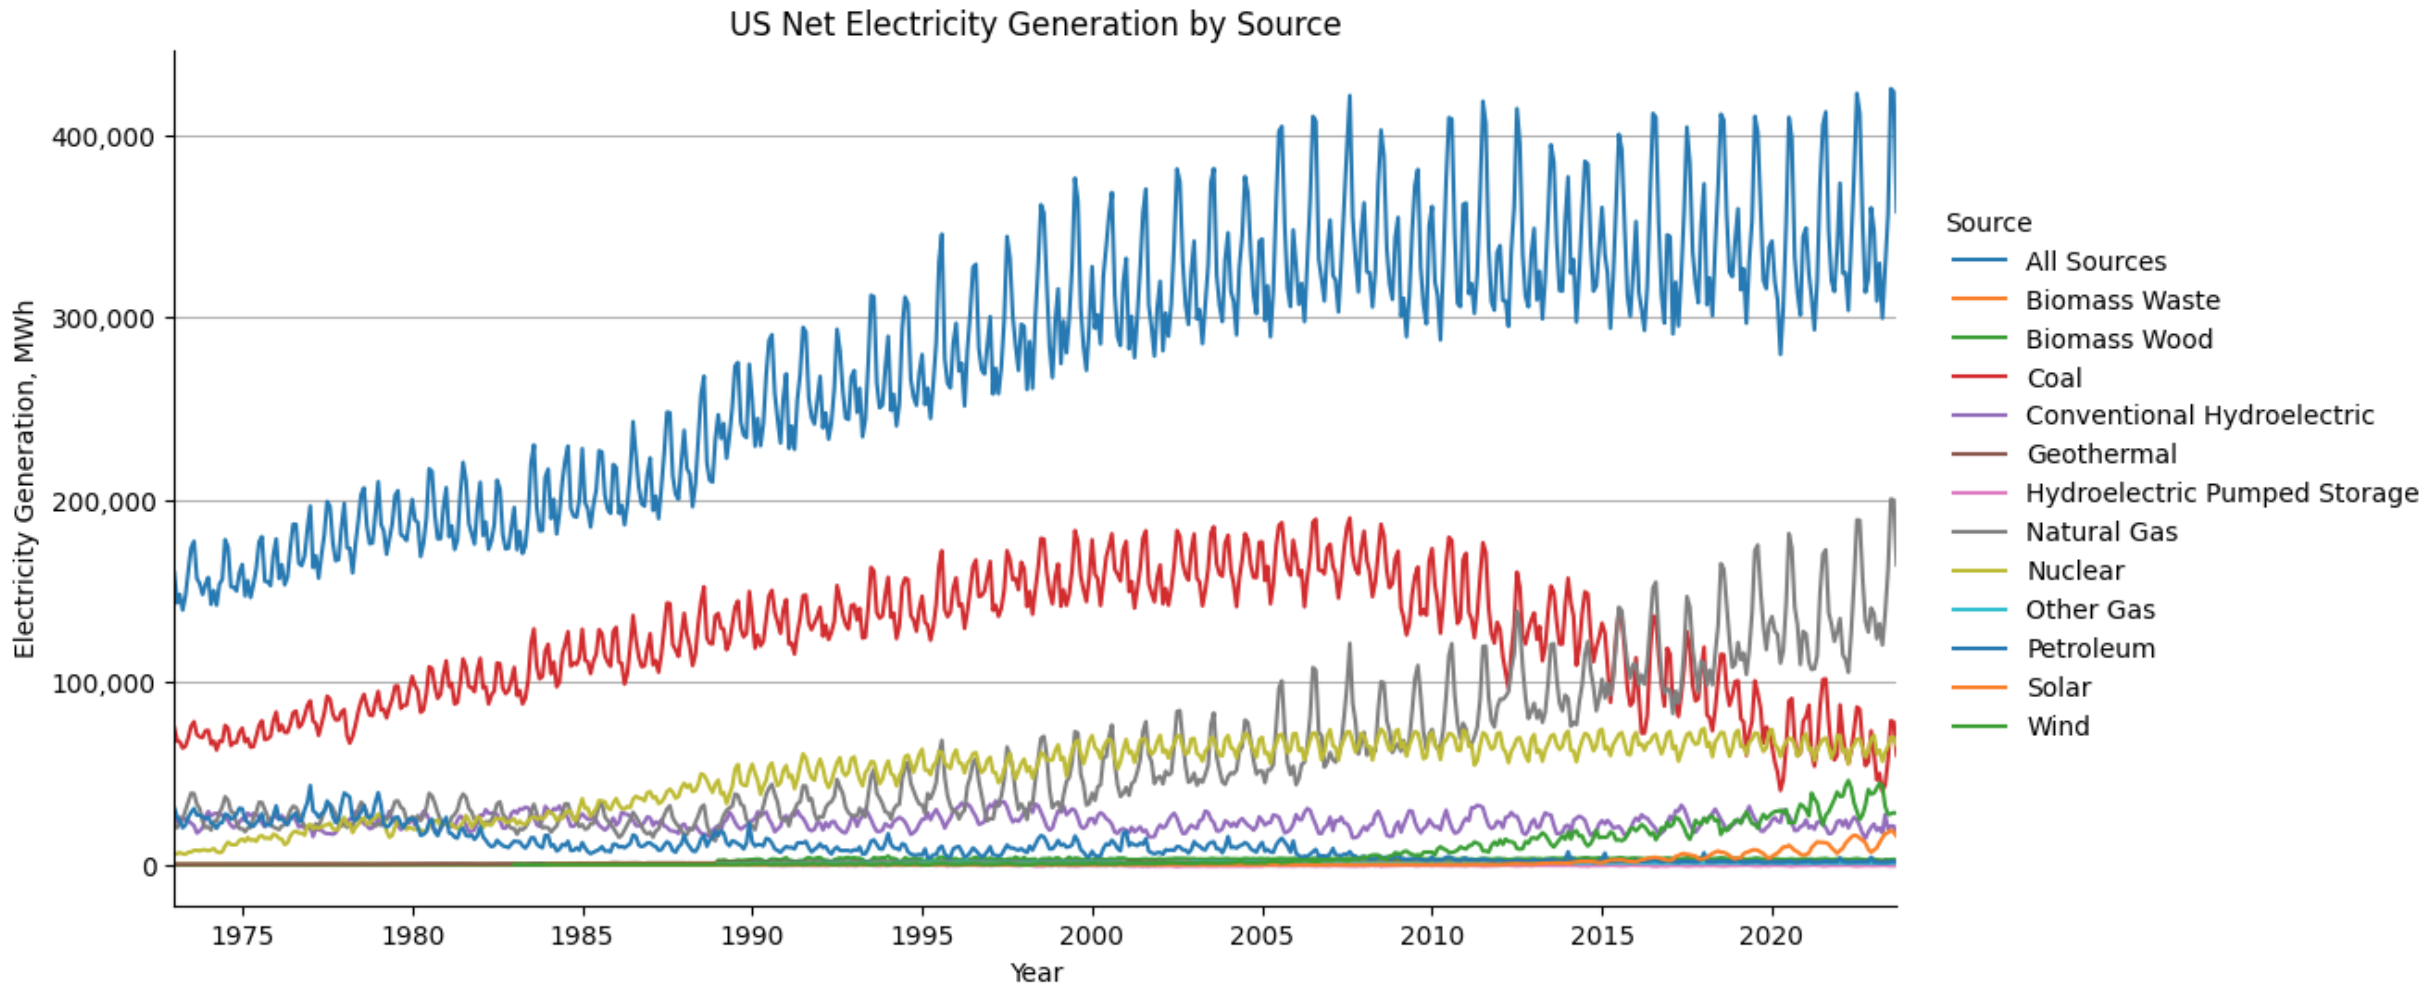 US Net Electricity Generation by Source
Electricity Generation, MWh
400,000
300,000
200,000
100,000
0
1975 1980 1985 1990 1995 2000 2005 2010 2015 2020
Year
Source
All Sources
Biomass Waste
Biomass Wood
Coal
Conventional Hydroelectric
Geothermal
Hydroelectric Pumped Storage
Natural Gas
Nuclear
Other Gas
Petroleum
Solar
Wind